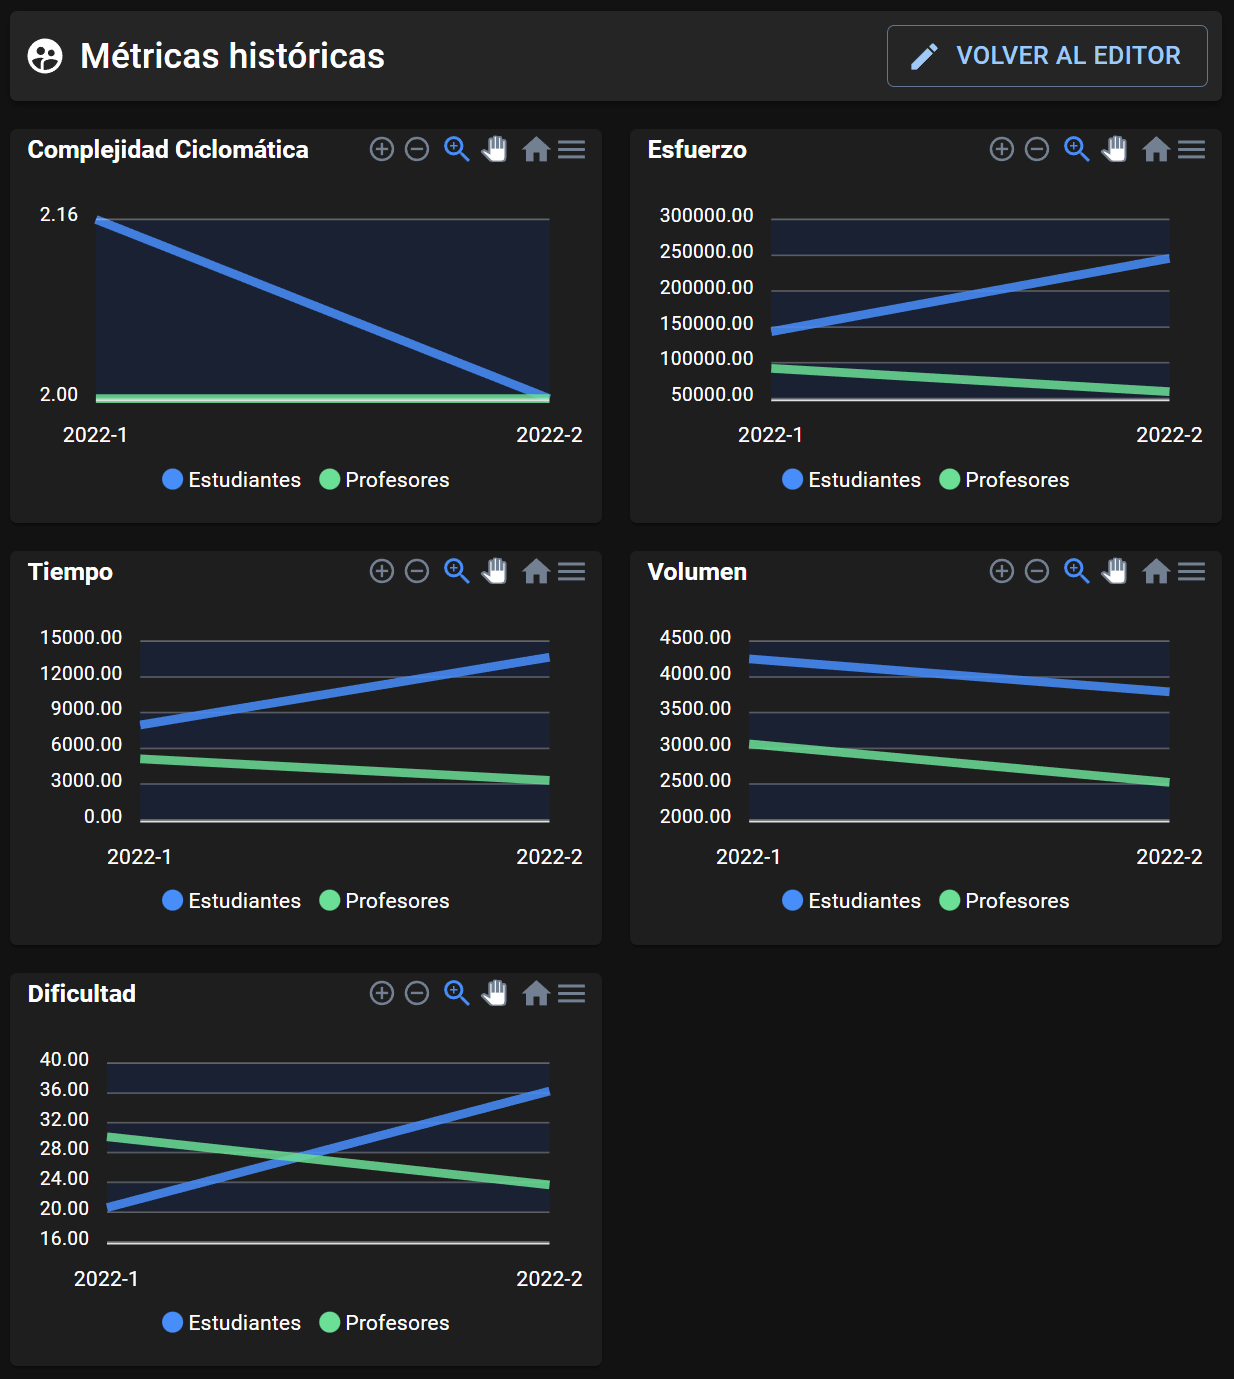 Métricas históricas
VOLVER AL EDITOR
Complejidad Ciclomática
2.16
2.00
2022-1
2022-2
Estudiantes
Profesores
Esfuerzo
300000.00
250000.00
200000.00
150000.00
100000.00
50000.00
2022-1
2022-2
Estudiantes
Profesores
Tiempo
15000.00
12000.00
9000.00
6000.00
3000.00
0.00
2022-1
2022-2
Estudiantes
Profesores
Volumen
4500.00
4000.00
3500.00
3000.00
2500.00
2000.00
2022-1
2022-2
Estudiantes
Profesores
Dificultad
40.00
36.00
32.00
28.00
24.00
20.00
16.00
2022-1
2022-2
Estudiantes
Profesores